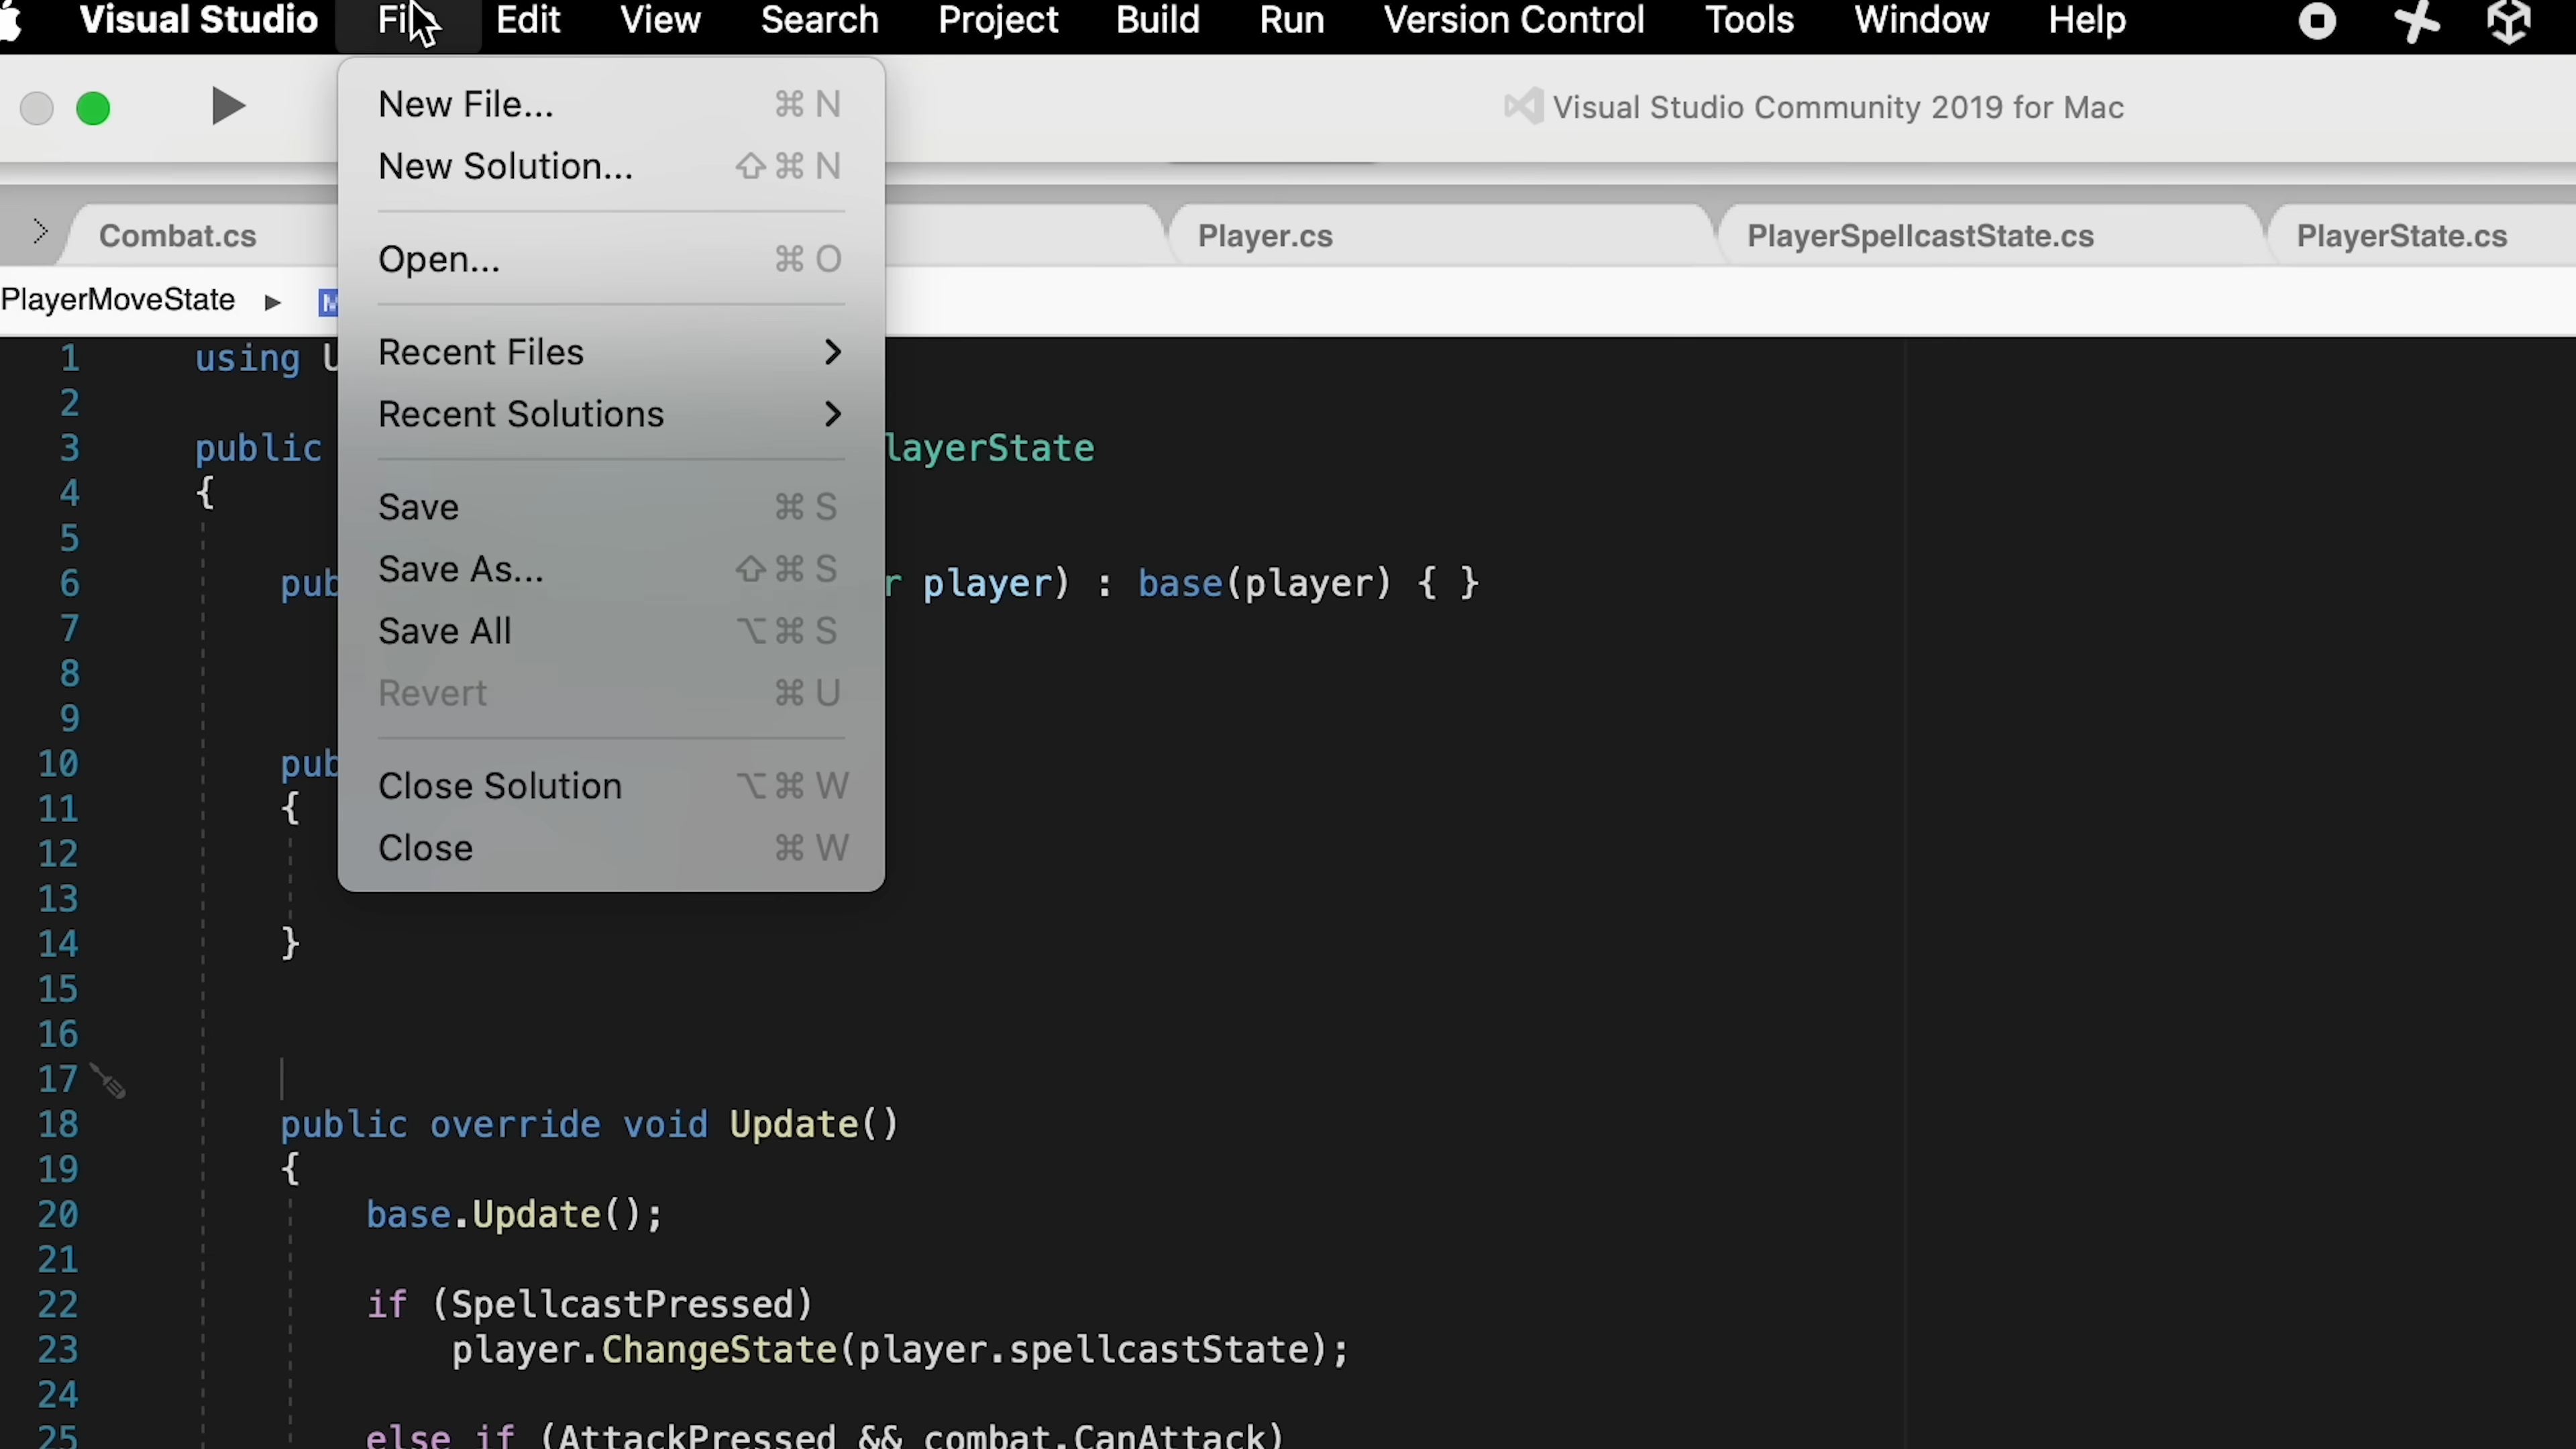 Visual Studio Fi Edit View Search Project Build Run Version Control Tools Window Help
Visual Studio Community 2019 for Mac
New File... ⌘ N
New Solution... ⇧ ⌘ N
Open... ⌘ O
Recent Files >
Recent Solutions >
Save ⌘ S
Save As... ⇧ ⌘ S
Save All ⌥ ⌘ S
Revert ⌘ U
Close Solution ⌥ ⌘ W
Close ⌘ W
Combat.cs Player.cs PlayerSpellcastState.cs PlayerState.cs
PlayerMoveState ▸ M
1 using U
2
3 public layerState
4 {
5
6 pub r player) : base(player) { }
7
8
9
10 pub
11 {
12
13
14 }
15
16
17
18 public override void Update()
19 {
20 base.Update();
21
22 if (SpellcastPressed)
23 player.ChangeState(player.spellcastState);
24
25 else if (AttackPressed && combat.CanAttack)